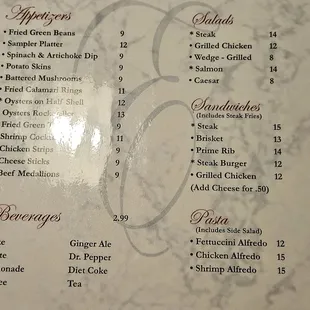 Appetizers
• Fried Green Beans 9
• Sampler Platter 12
• Spinach & Artichoke Dip 9
• Potato Skins 9
• Battered Mushrooms 9
• Fried Calamari Rings 11
* Oysters on Half Shell 12
Oysters 13
Fried Green 9
Shrimp Cocktail 11
Chicken Strips 9
Cheese Sticks 9
Beef Medallions 9
Beverages 2.99
Ginger Ale
Dr. Pepper
Diet Coke
Tea
Salads
* Steak 14
• Grilled Chicken 12
• Wedge - Grilled 8
* Salmon 14
• Caesar 8
Sandwiches
(Includes Steak Fries)
* Steak 15
• Brisket 13
• Prime Rib 14
* Steak Burger 12
• Grilled Chicken 12
(Add Cheese for .50)
Pasta
(Includes Side Salad)
• Fettuccini Alfredo 12
• Chicken Alfredo 15
• Shrimp Alfredo 15